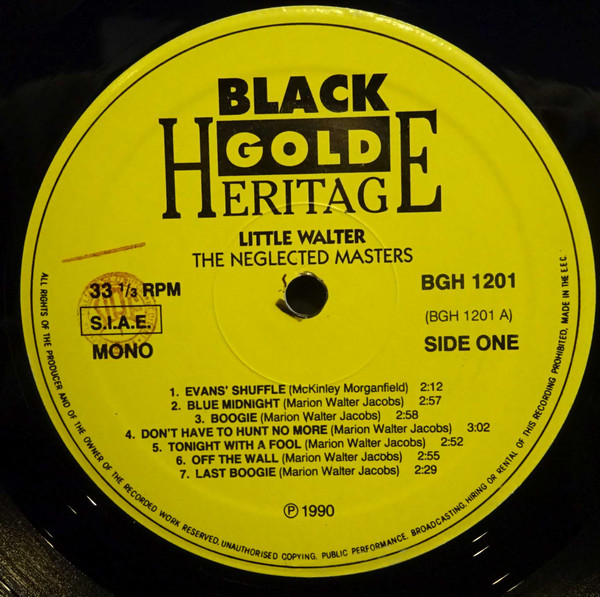 BLACK
GOLD
HERITAGE
LITTLE WALTER
THE NEGLECTED MASTERS
33 1/3 RPM
S.I.A.E.
MONO
BGH 1201
(BGH 1201 A)
SIDE ONE
1. EVANS' SHUFFLE (McKinley Morganfield) 2:12
2. BLUE MIDNIGHT (Marion Walter Jacobs) 2:57
3. BOOGIE (Marion Walter Jacobs) 2:58
4. DON'T HAVE TO HUNT NO MORE (Marion Walter Jacobs) 3:02
5. TONIGHT WITH A FOOL (Marion Walter Jacobs) 2:52
6. OFF THE WALL (Marion Walter Jacobs) 2:55
7. LAST BOOGIE (Marion Walter Jacobs) 2:29
℗ 1990
ALL RIGHTS OF THE PRODUCER AND OF THE OWNER OF THE RECORDED WORK RESERVED. UNAUTHORISED COPYING, PUBLIC PERFORMANCE, BROADCASTING, HIRING OR RENTAL OF THIS RECORDING PROHIBITED, MADE IN THE E.E.C.